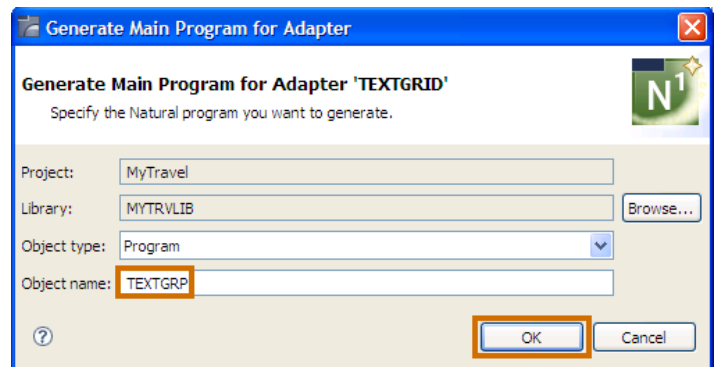 Generate Main Program for Adapter
Generate Main Program for Adapter 'TEXTGRID'
Specify the Natural program you want to generate.
N1
Project: MyTravel
Library: MYTRVLIB Browse...
Object type: Program
Object name: TEXTGRP
? OK Cancel